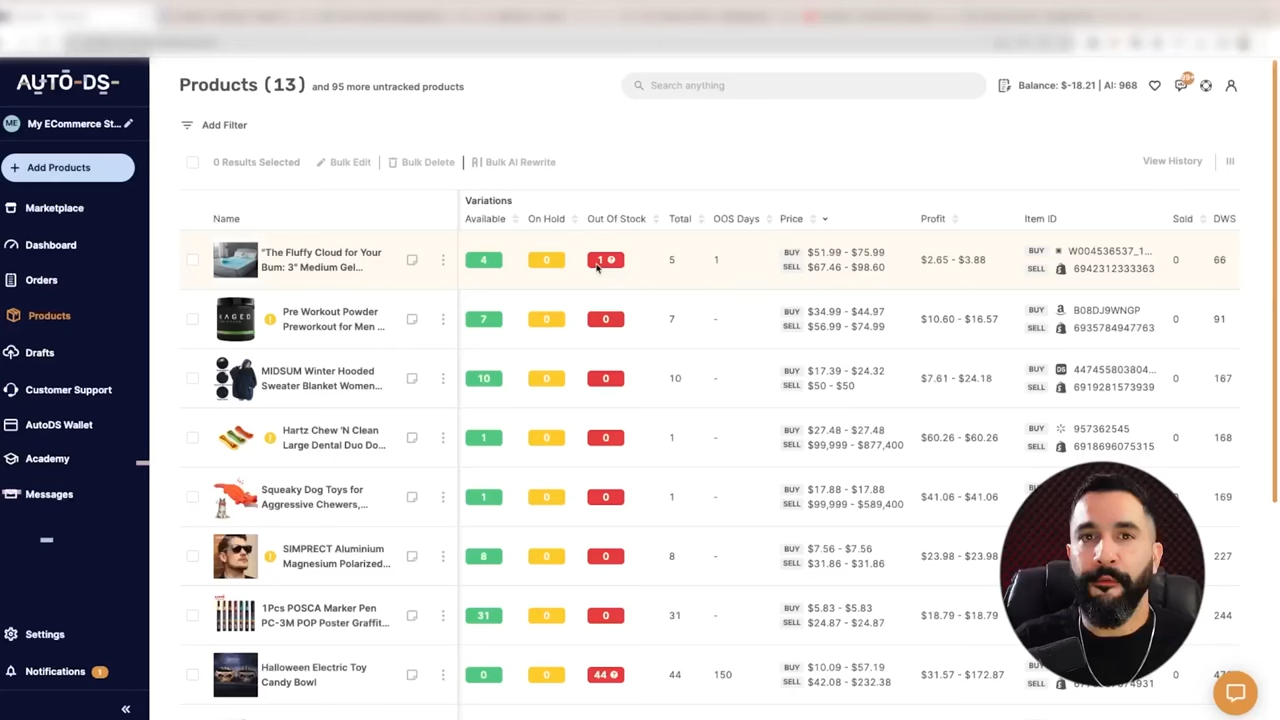 AUTO-DS
ME My ECommerce St...
+ Add Products
Marketplace
Dashboard
Orders
Products
Drafts
Customer Support
AutoDS Wallet
Academy
Messages
Settings
Notifications 1
Products (13) and 95 more untracked products
Search anything
Balance: $-18.21 | AI: 968
Add Filter
0 Results Selected Bulk Edit Bulk Delete Bulk AI Rewrite View History
Variations
Name Available On Hold Out Of Stock Total OOS Days Price Profit Item ID Sold DWS
"The Fluffy Cloud for Your
Bum: 3" Medium Gel...
4 0 1 5 1
BUY $51.99 - $75.99
SELL $67.46 - $98.60
$2.65 - $3.88
BUY W004536537_1...
SELL 6942312333363
0 66
KAGED
Pre Workout Powder
Preworkout for Men ...
7 0 0 7 -
BUY $34.99 - $44.97
SELL $56.99 - $74.99
$10.60 - $16.57
BUY B08DJ9WNGP
SELL 6935784947763
0 91
MIDSUM Winter Hooded
Sweater Blanket Women...
10 0 0 10 -
BUY $17.39 - $24.32
SELL $50 - $50
$7.61 - $24.18
BUY DS 447455803804...
SELL 6919281573939
0 167
Hartz Chew 'N Clean
Large Dental Duo Do...
1 0 0 1 -
BUY $27.48 - $27.48
SELL $99,999 - $877,400
$60.26 - $60.26
BUY 957362545
SELL 6918696075315
0 168
Squeaky Dog Toys for
Aggressive Chewers,...
1 0 0 1 -
BUY $17.88 - $17.88
SELL $99,999 - $589,400
$41.06 - $41.06
0 169
SIMPRECT Aluminium
Magnesium Polarized...
8 0 0 8 -
BUY $7.56 - $7.56
SELL $31.86 - $31.86
$23.98 - $23.98
227
1Pcs POSCA Marker Pen
PC-3M POP Poster Graffit...
31 0 0 31 -
BUY $5.83 - $5.83
SELL $24.87 - $24.87
$18.79 - $18.79
244
Halloween Electric Toy
Candy Bowl
0 0 44 44 150
BUY $10.09 - $57.19
SELL $42.08 - $232.38
$31.57 - $172.87
BUY
SELL